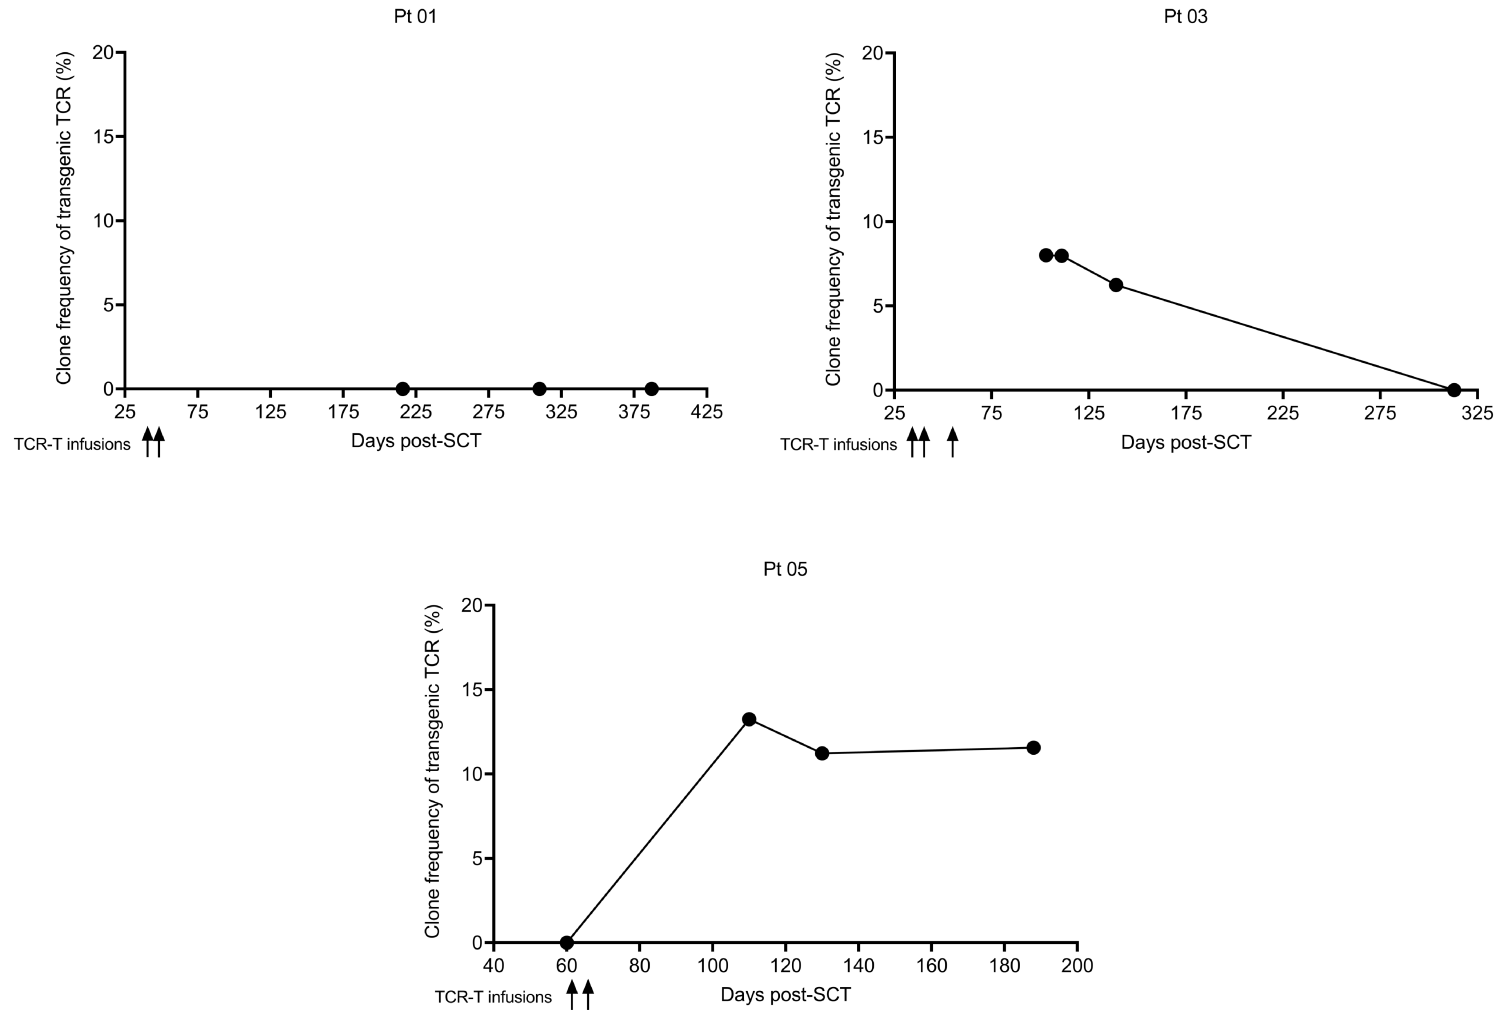 Pt 01
Clone frequency of transgenic TCR (%)
20
15
10
5
0
25 75 125 175 225 275 325 375 425
TCR-T infusions
Days post-SCT
Pt 03
Clone frequency of transgenic TCR (%)
20
15
10
5
0
25 75 125 175 225 275 325
TCR-T infusions
Days post-SCT
Pt 05
Clone frequency of transgenic TCR (%)
20
15
10
5
0
40 60 80 100 120 140 160 180 200
TCR-T infusions
Days post-SCT